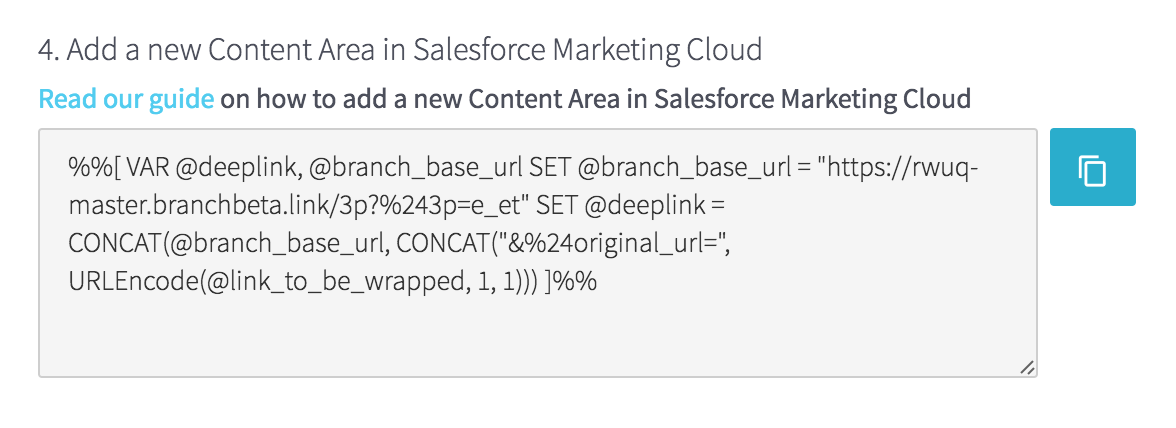 4. Add a new Content Area in Salesforce Marketing Cloud
Read our guide on how to add a new Content Area in Salesforce Marketing Cloud
%%[ VAR @deeplink, @branch_base_url SET @branch_base_url = "https://rwuq-
master.branchbeta.link/3p?%243p=e_et" SET @deeplink =
CONCAT(@branch_base_url, CONCAT("&%24original_url=",
URLEncode(@link_to_be_wrapped, 1, 1))) ]%%